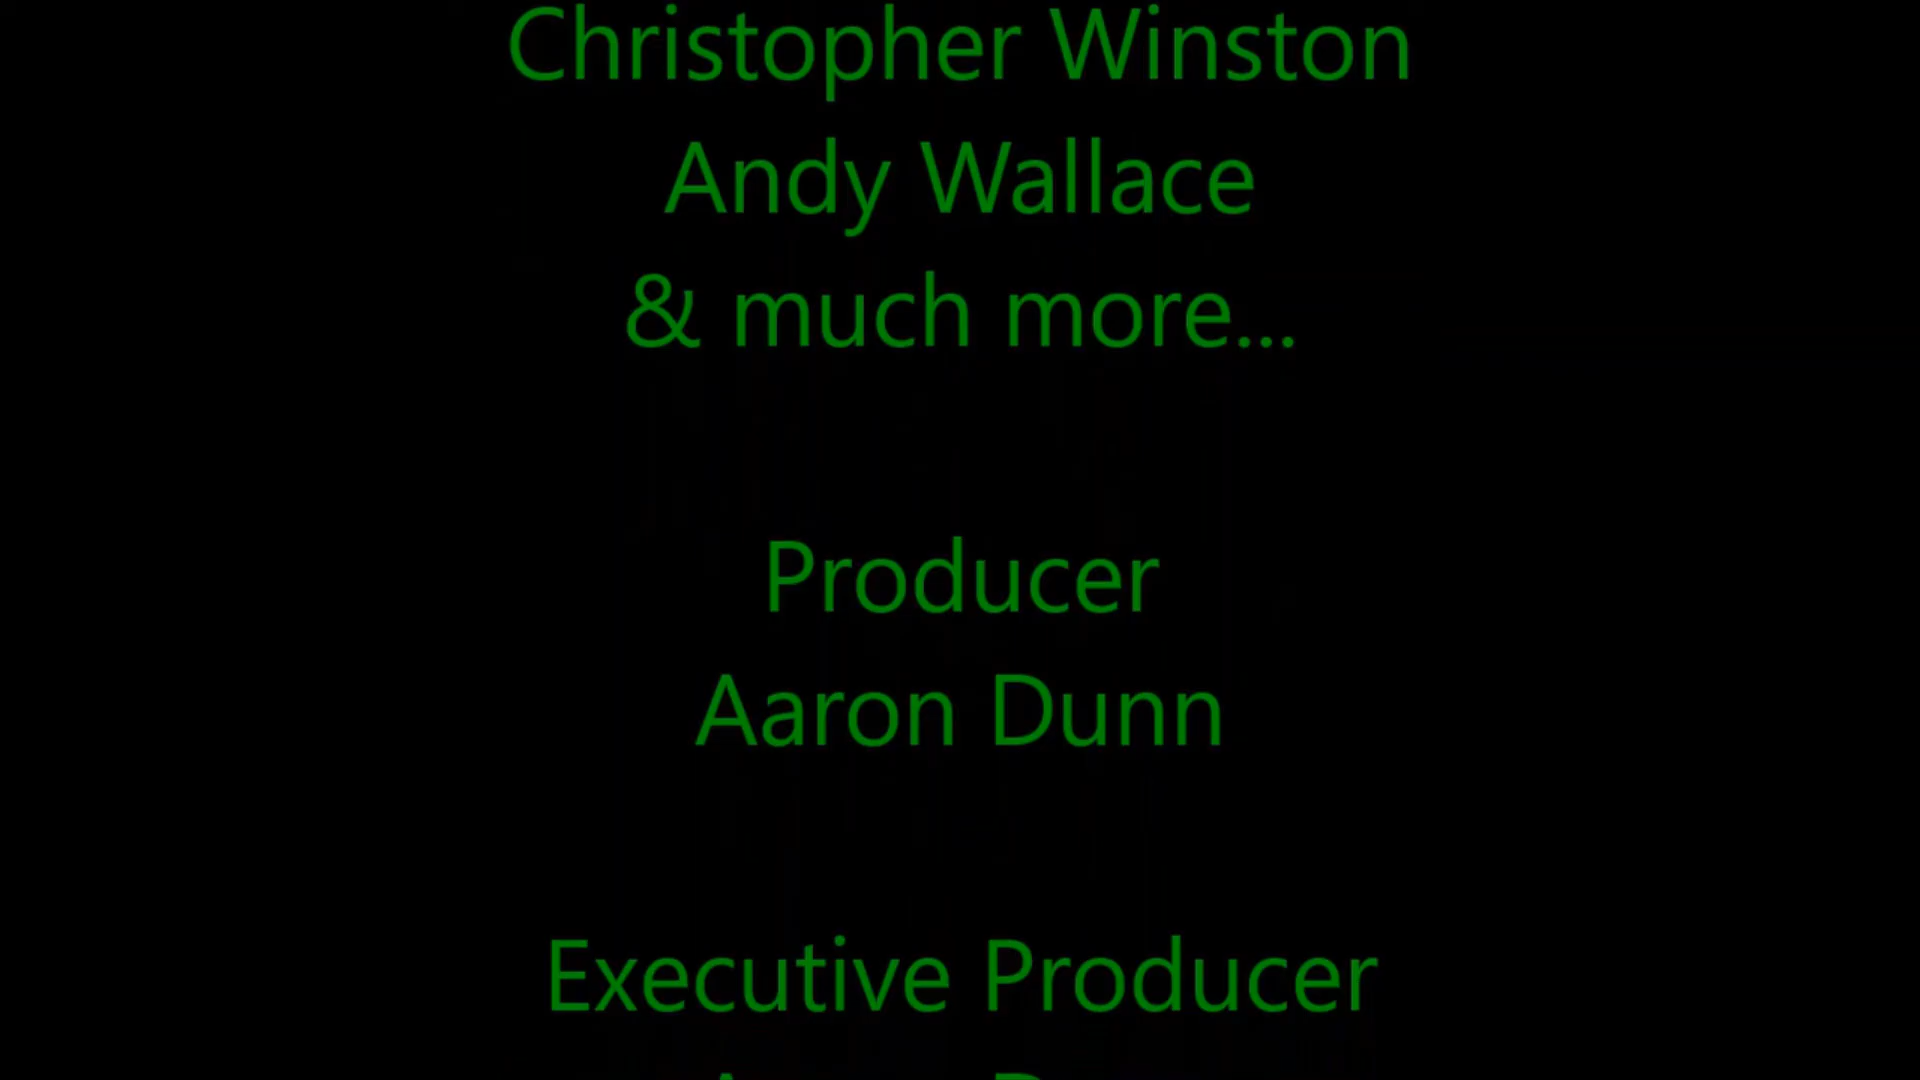 Christopher Winston
Andy Wallace
& much more...
Producer
Aaron Dunn
Executive Producer